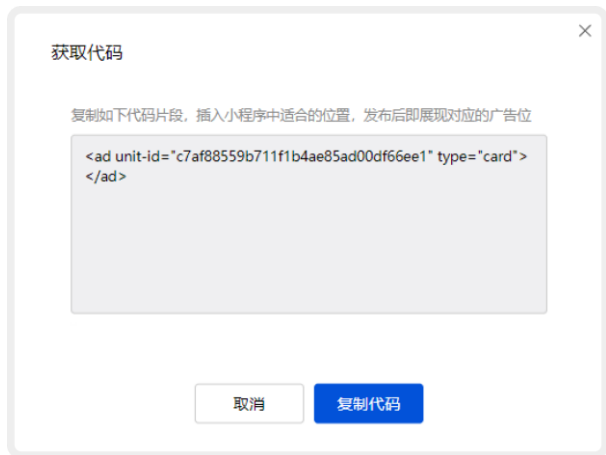 获取代码
复制如下代码片段，插入小程序中适合的位置，发布后即展现对应的广告位
<ad unit-id="c7af88559b711f1b4ae85ad00df66ee1" type="card">
</ad>
取消
复制代码